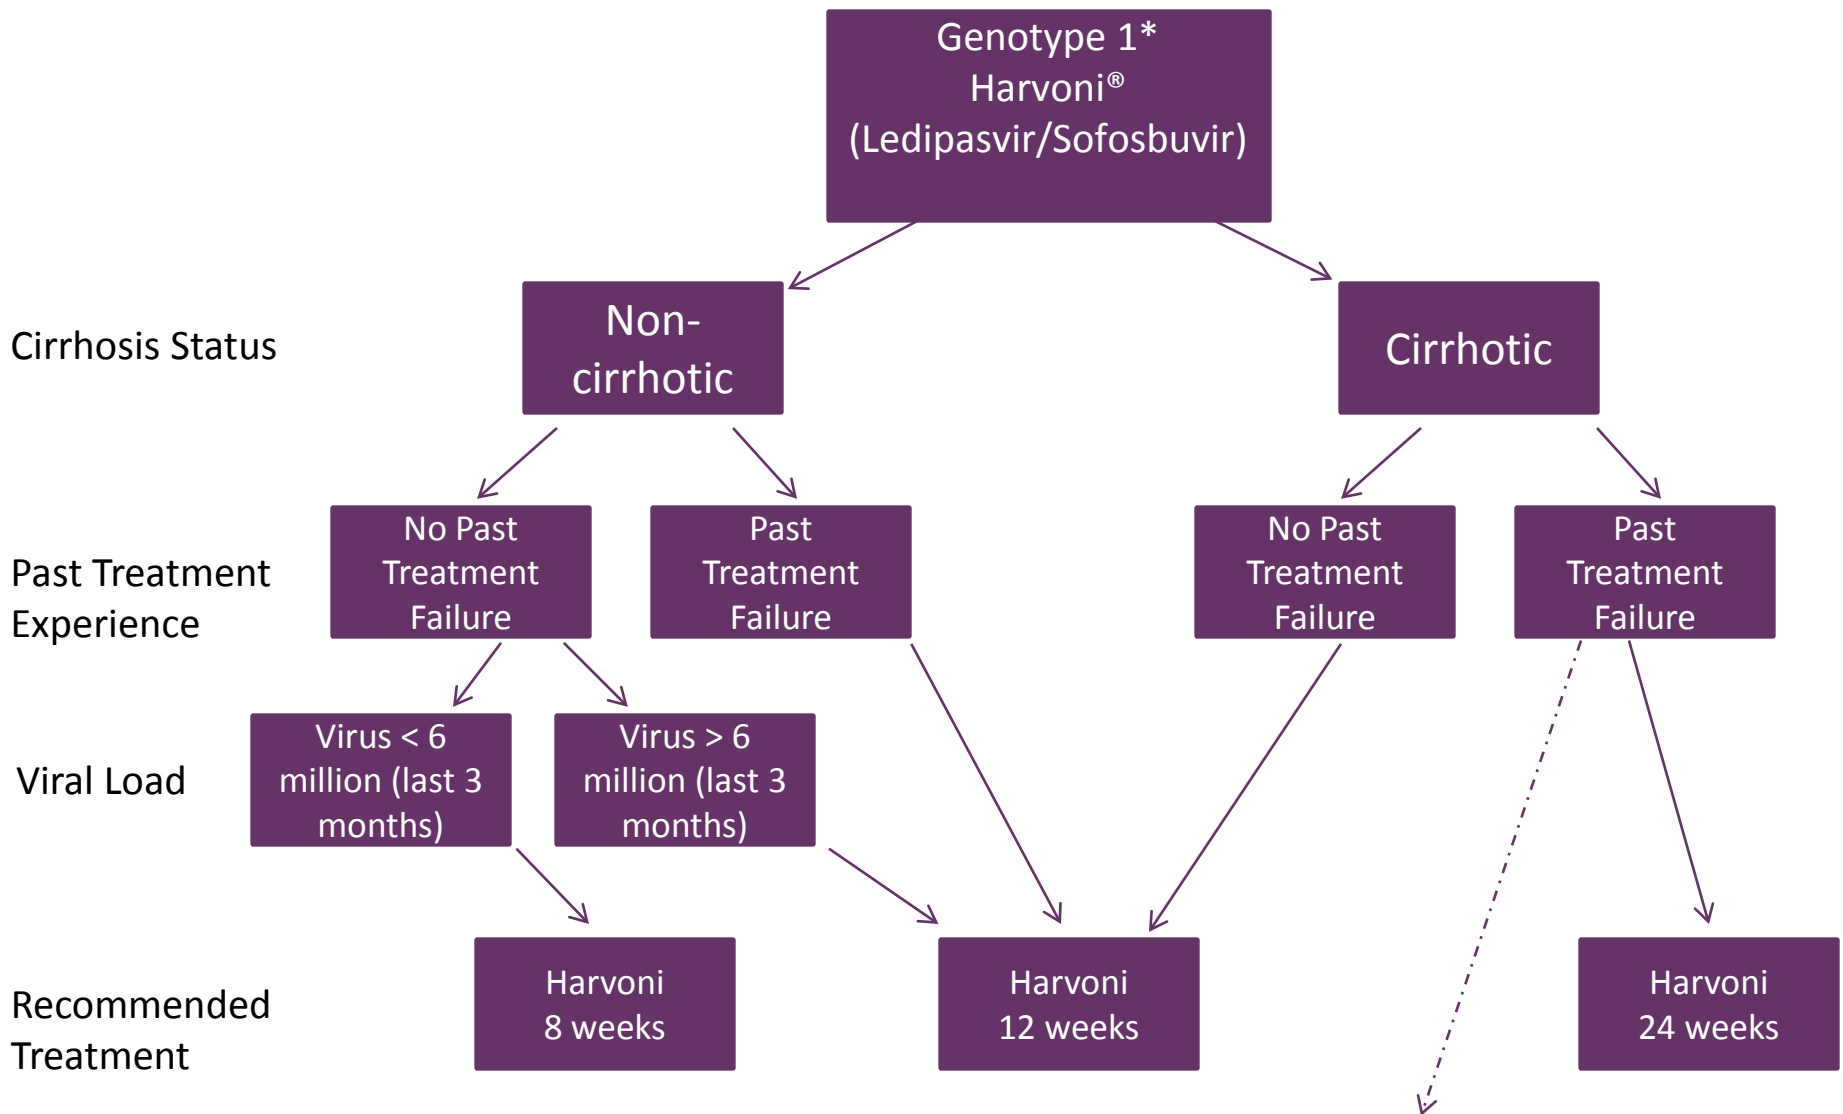 Genotype 1*
Harvoni®
(Ledipasvir/Sofosbuvir)
Cirrhosis Status
Non-
cirrhotic
Cirrhotic
Past Treatment
Experience
No Past
Treatment
Failure
Past
Treatment
Failure
No Past
Treatment
Failure
Past
Treatment
Failure
Viral Load
Virus < 6
million (last 3
months)
Virus > 6
million (last 3
months)
Recommended
Treatment
Harvoni
8 weeks
Harvoni
12 weeks
Harvoni
24 weeks